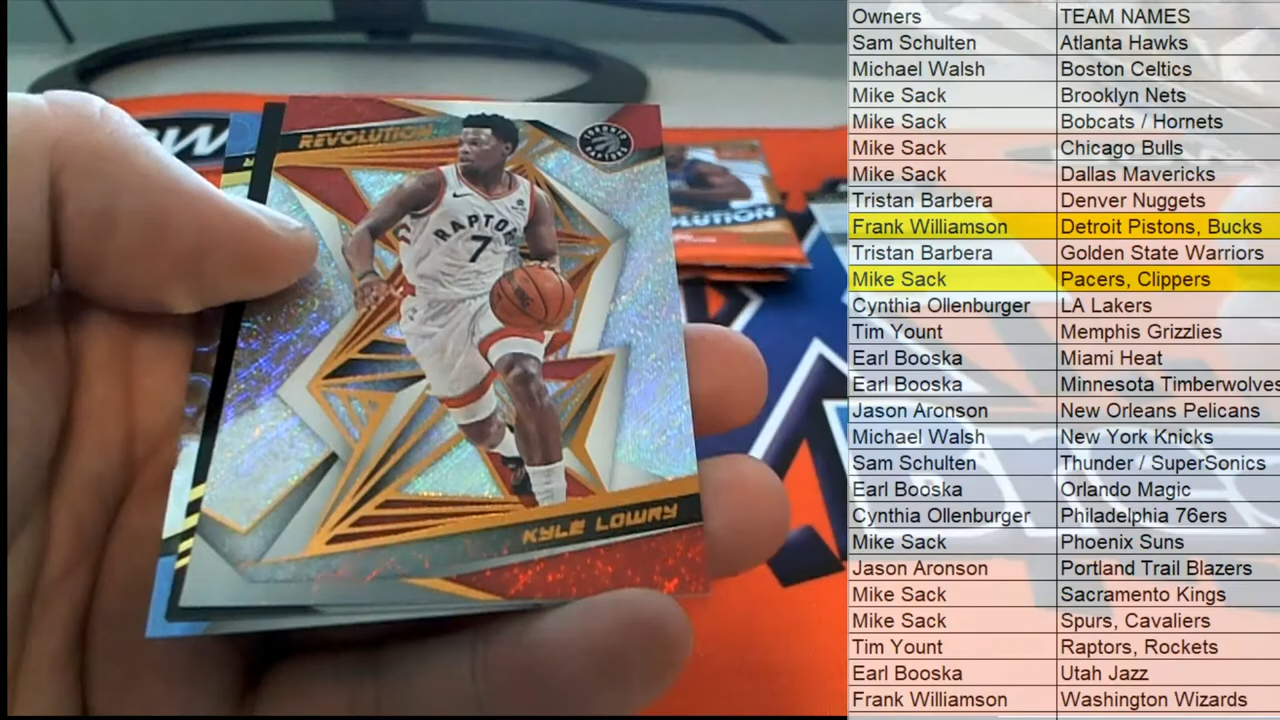 REVOLUTION
TORONTO
RAPTORS
RAPTO
7
KYLE LOWRY
LUTION
Owners TEAM NAMES
Sam Schulten Atlanta Hawks
Michael Walsh Boston Celtics
Mike Sack Brooklyn Nets
Mike Sack Bobcats / Hornets
Mike Sack Chicago Bulls
Mike Sack Dallas Mavericks
Tristan Barbera Denver Nuggets
Frank Williamson Detroit Pistons, Bucks
Tristan Barbera Golden State Warriors
Mike Sack Pacers, Clippers
Cynthia Ollenburger LA Lakers
Tim Yount Memphis Grizzlies
Earl Booska Miami Heat
Earl Booska Minnesota Timberwolves
Jason Aronson New Orleans Pelicans
Michael Walsh New York Knicks
Sam Schulten Thunder / SuperSonics
Earl Booska Orlando Magic
Cynthia Ollenburger Philadelphia 76ers
Mike Sack Phoenix Suns
Jason Aronson Portland Trail Blazers
Mike Sack Sacramento Kings
Mike Sack Spurs, Cavaliers
Tim Yount Raptors, Rockets
Earl Booska Utah Jazz
Frank Williamson Washington Wizards